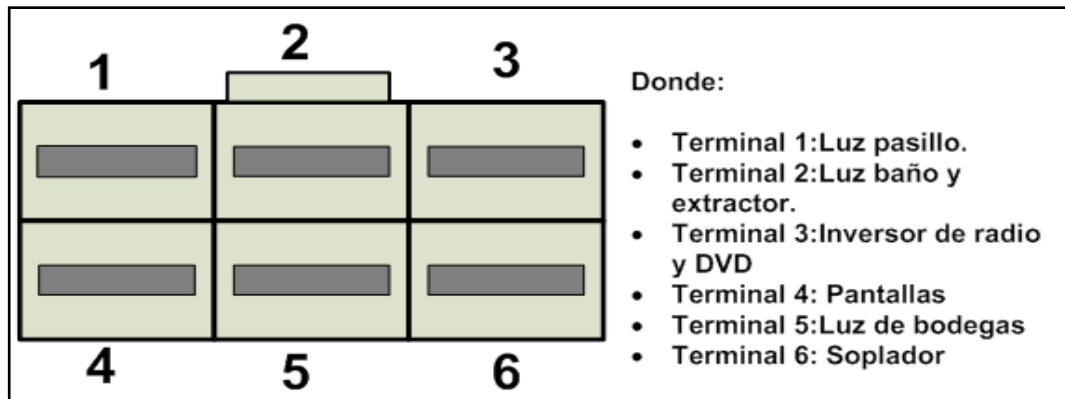 1
2
3
4
5
6
Donde:
• Terminal 1:Luz pasillo.
• Terminal 2:Luz baño y
extractor.
• Terminal 3:Inversor de radio
y DVD
• Terminal 4: Pantallas
• Terminal 5:Luz de bodegas
• Terminal 6: Soplador